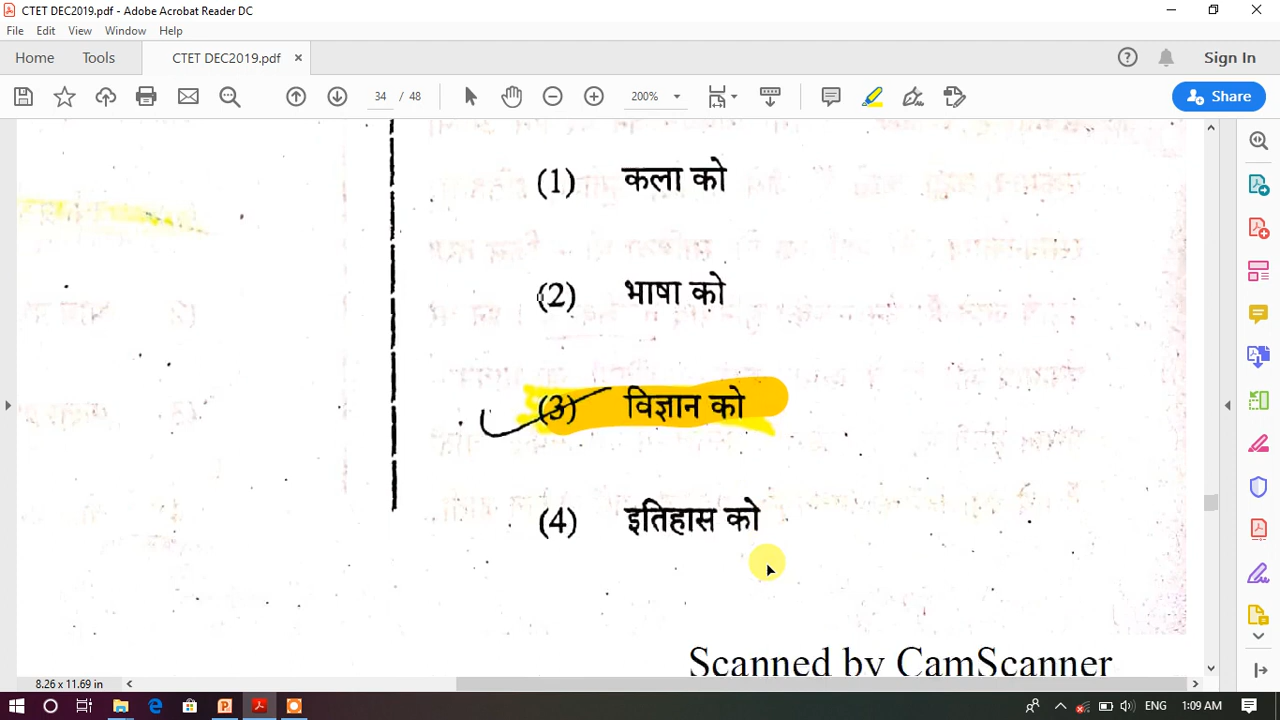 CTET DEC2019.pdf - Adobe Acrobat Reader DC
File Edit View Window Help
Home Tools CTET DEC2019.pdf × Sign In
34 / 48 200% Share
(1) कला को
(2) भाषा को
(3) विज्ञान को
(4) इतिहास को
Scanned by CamScanner
8.26 x 11.69 in
ENG 1:09 AM